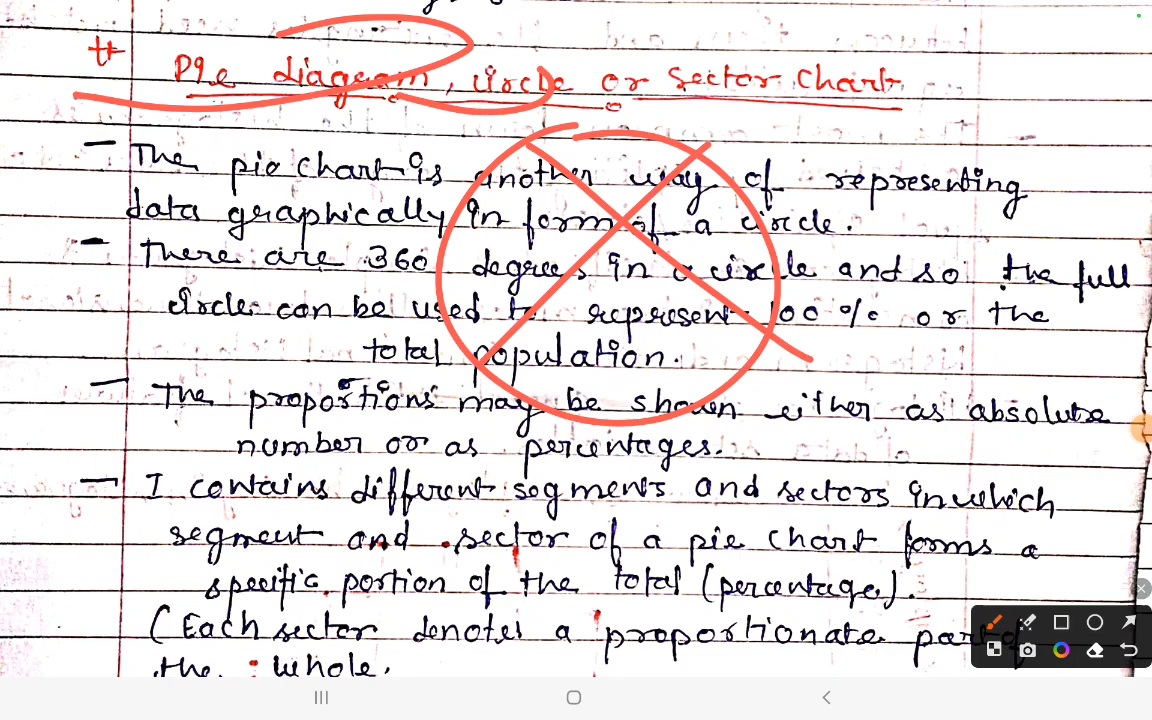 # Pie diagram, circle or Sector Chart
- The pie chart is another way of representing
data graphically in form of a circle.
- There are 360 degrees in a circle and so the full
circle can be used to represent 100 % or the
total population.
- The proportions may be shown either as absolute
number or as percentages.
- I contains different segments and sectors in which
segment and sector of a pie chart forms a
specific portion of the total (percentage).
(Each sector denotes a proportionate part of
the whole.